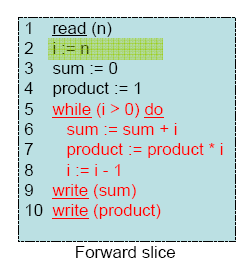 1 read (n)
2 i := n
3 sum := 0
4 product := 1
5 while (i > 0) do
6 sum := sum + i
7 product := product * i
8 i := i - 1
9 write (sum)
10 write (product)
Forward slice